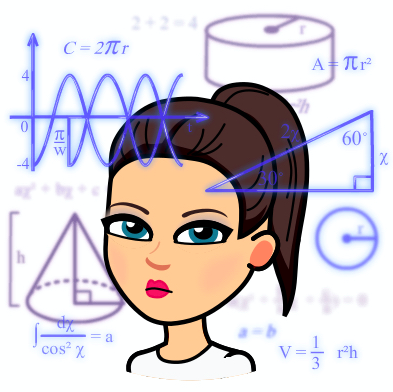 2 + 2 = 4
C = 2πr
r
A = πr²
4
0
π
w
-4
t
2χ
60°
χ
30°
h
r
∫ dχ / cos² χ = a
a = b
V = 1/3 r²h